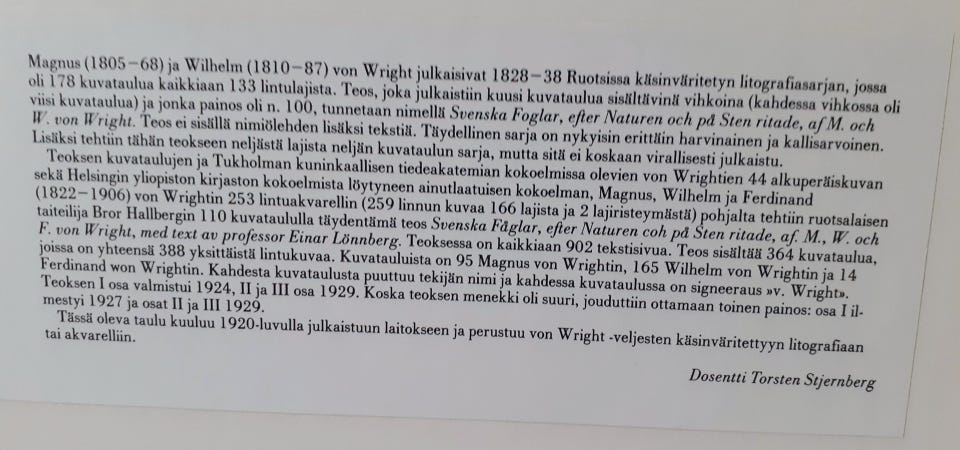 Magnus (1805–68) ja Wilhelm (1810–87) von Wright julkaisivat 1828–38 Ruotsissa käsinväritetyn litografiasarjan, jossa
oli 178 kuvataulua kaikkiaan 133 lintulajista. Teos, joka julkaistiin kuusi kuvataulua sisältävinä vihkoina (kahdessa vihkossa oli
viisi kuvataulua) ja jonka painos oli n. 100, tunnetaan nimellä Svenska Foglar, efter Naturen och på Sten ritade, af M. och
W. von Wright. Teos ei sisällä nimiölehden lisäksi tekstiä. Täydellinen sarja on nykyisin erittäin harvinainen ja kallisarvoinen.
Lisäksi tehtiin tähän teokseen neljästä lajista neljän kuvataulun sarja, mutta sitä ei koskaan virallisesti julkaistu.
Teoksen kuvataulujen ja Tukholman kuninkaallisen tiedeakatemian kokoelmissa olevien von Wrightien 44 alkuperäiskuvan
sekä Helsingin yliopiston kirjaston kokoelmista löytyneen ainutlaatuisen kokoelman, Magnus, Wilhelm ja Ferdinand
(1822–1906) von Wrightin 253 lintuakvarellin (259 linnun kuvaa 166 lajista ja 2 lajiristeymästä) pohjalta tehtiin ruotsalaisen
taiteilija Bror Hallbergin 110 kuvataululla täydentämä teos Svenska Fåglar, efter Naturen coh på Sten ritade, af. M., W. och
F. von Wright, med text av professor Einar Lönnberg. Teoksessa on kaikkiaan 902 tekstisivua. Teos sisältää 364 kuvataulua,
joissa on yhteensä 388 yksittäistä lintukuvaa. Kuvatauluista on 95 Magnus von Wrightin, 165 Wilhelm von Wrightin ja 14
Ferdinand won Wrightin. Kahdesta kuvataulusta puuttuu tekijän nimi ja kahdessa kuvataulussa on signeeraus »v. Wright».
Teoksen I osa valmistui 1924, II ja III osa 1929. Koska teoksen menekki oli suuri, jouduttiin ottamaan toinen painos: osa I il-
mestyi 1927 ja osat II ja III 1929.
Tässä oleva taulu kuuluu 1920-luvulla julkaistuun laitokseen ja perustuu von Wright -veljesten käsinväritettyyn litografiaan
tai akvarelliin.
Dosentti Torsten Stjernberg